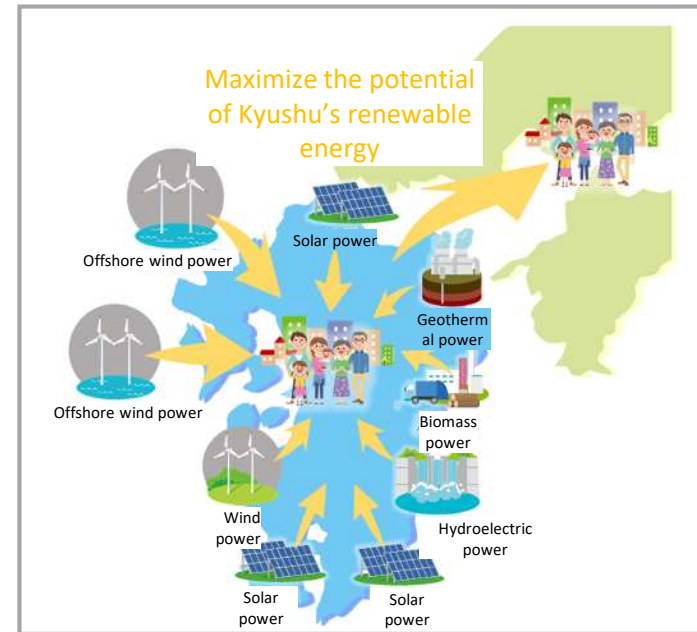 Maximize the potential
of Kyushu's renewable
energy
Solar power
Offshore wind power
Geotherm
al power
Offshore wind power
Biomass
power
Wind
power
Hydroelectric
power
Solar
power
Solar
power